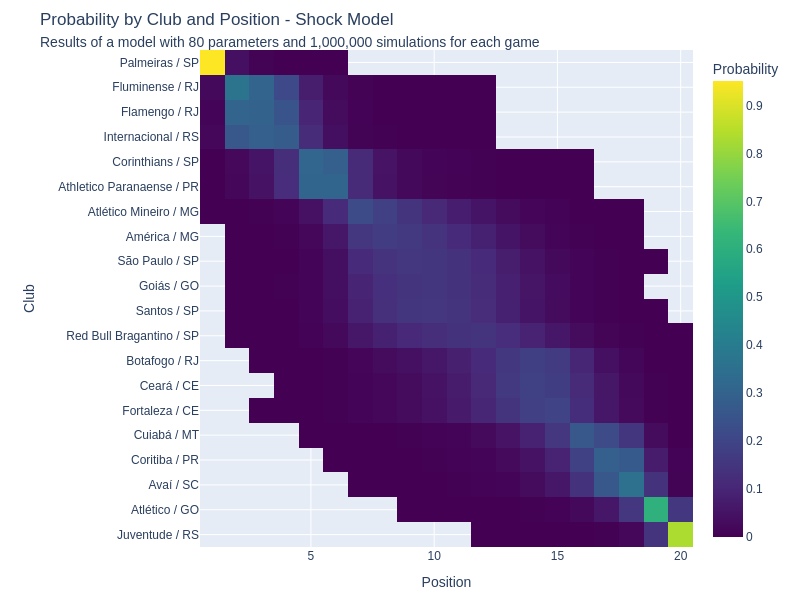 Probability by Club and Position - Shock Model
Results of a model with 80 parameters and 1,000,000 simulations for each game
Probability
Club
Palmeiras / SP
Fluminense / RJ
Flamengo / RJ
Internacional / RS
Corinthians / SP
Athletico Paranaense / PR
Atlético Mineiro / MG
América / MG
São Paulo / SP
Goiás / GO
Santos / SP
Red Bull Bragantino / SP
Botafogo / RJ
Ceará / CE
Fortaleza / CE
Cuiabá / MT
Coritiba / PR
Avaí / SC
Atlético / GO
Juventude / RS
0.9
0.8
0.7
0.6
0.5
0.4
0.3
0.2
0.1
0
5 10 15 20
Position